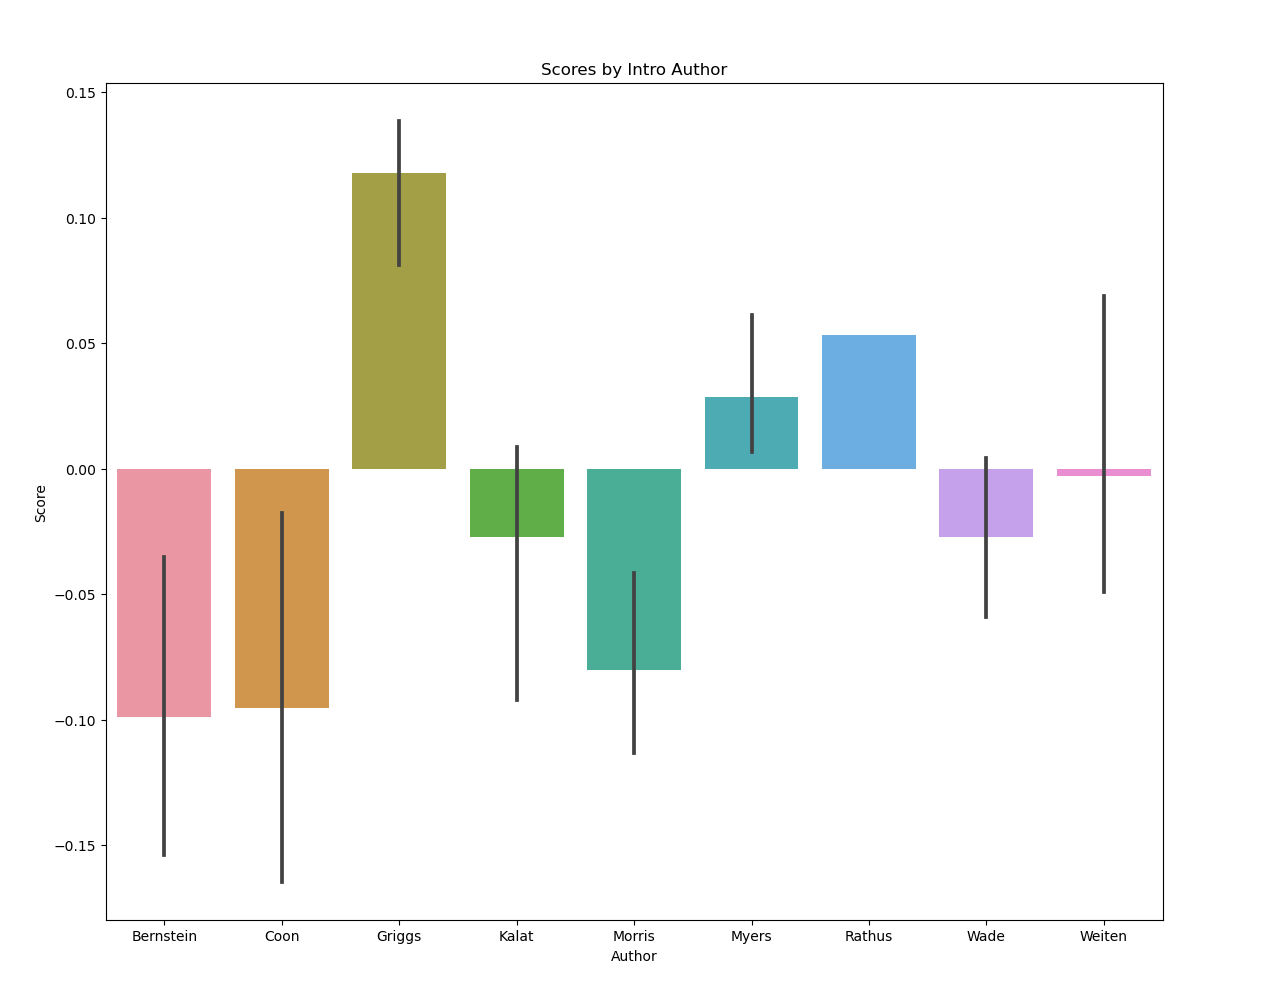 Scores by Intro Author
0.15
0.10
0.05
0.00
−0.05
−0.10
−0.15
Score
Bernstein Coon Griggs Kalat Morris Myers Rathus Wade Weiten
Author